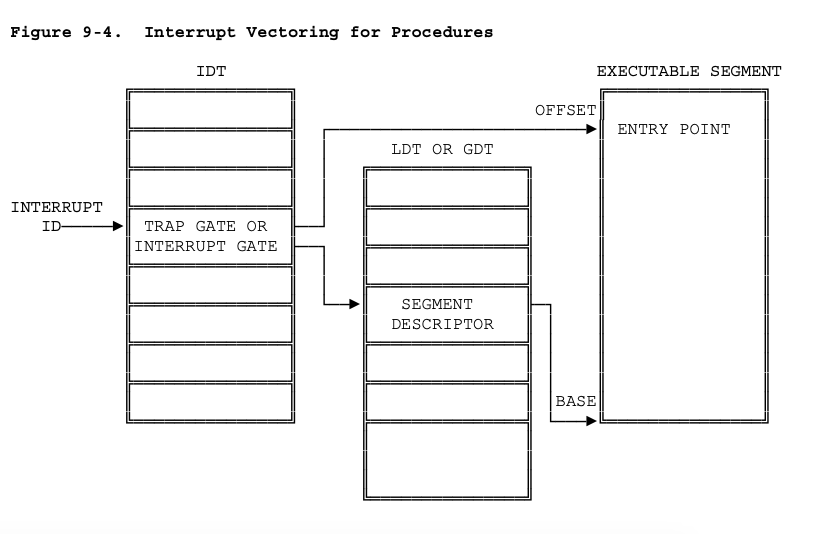 Figure 9-4.  Interrupt Vectoring for Procedures
IDT
EXECUTABLE SEGMENT
OFFSET
ENTRY POINT
LDT OR GDT
INTERRUPT
ID
TRAP GATE OR
INTERRUPT GATE
SEGMENT
DESCRIPTOR
BASE